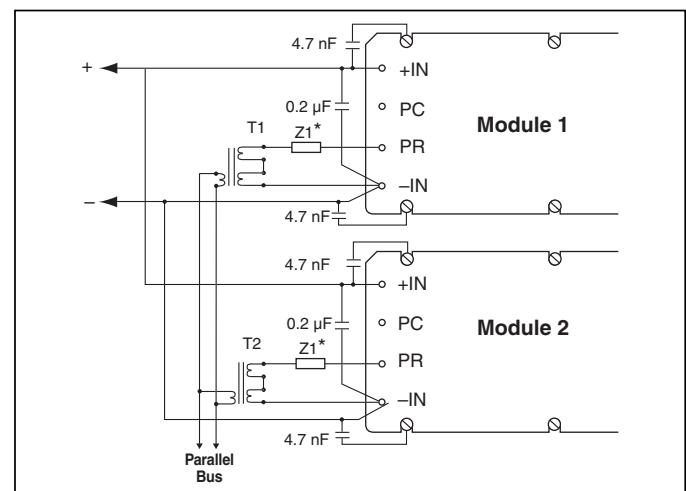 4.7 nF
+
+IN
0.2 µF
PC
T1
Z1*
Module 1
PR
–
–IN
4.7 nF
4.7 nF
+IN
0.2 µF
PC
T2
Z1*
Module 2
PR
–IN
4.7 nF
Parallel
Bus